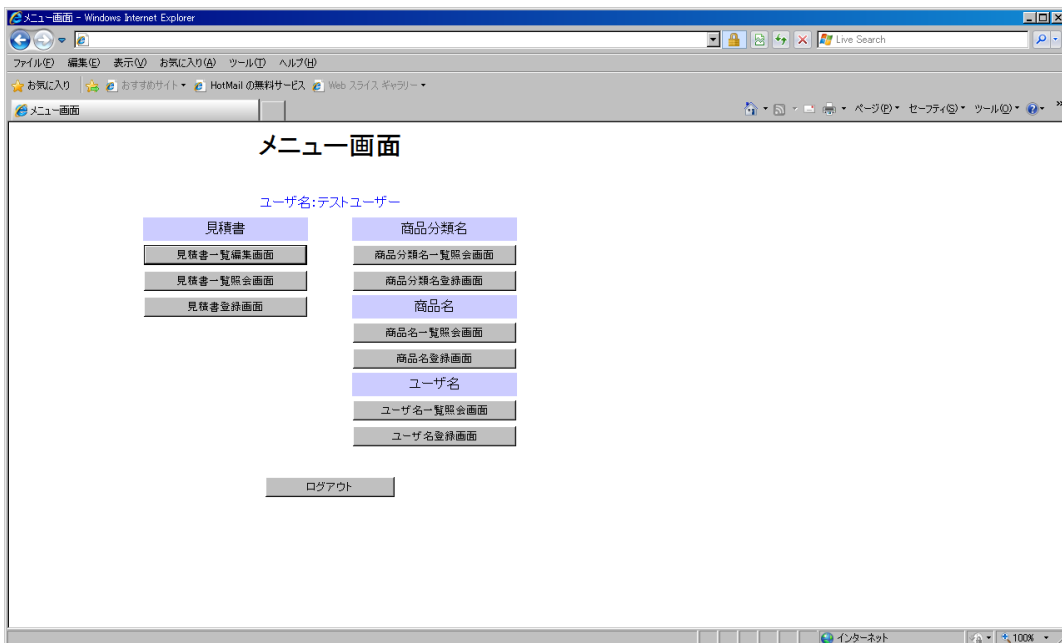 メニュー画面 - Windows Internet Explorer
Live Search
ファイル(F) 編集(E) 表示(V) お気に入り(A) ツール(T) ヘルプ(H)
お気に入り おすすめサイト HotMail の無料サービス Web スライス ギャラリー
メニュー画面 ページ(P) セーフティ(S) ツール(O) »
メニュー画面
ユーザ名:テストユーザー
見積書 商品分類名
見積書一覧編集画面 商品分類名一覧照会画面
見積書一覧照会画面 商品分類名登録画面
見積書登録画面 商品名
商品名一覧照会画面
商品名登録画面
ユーザ名
ユーザ名一覧照会画面
ユーザ名登録画面
ログアウト
インターネット 100%